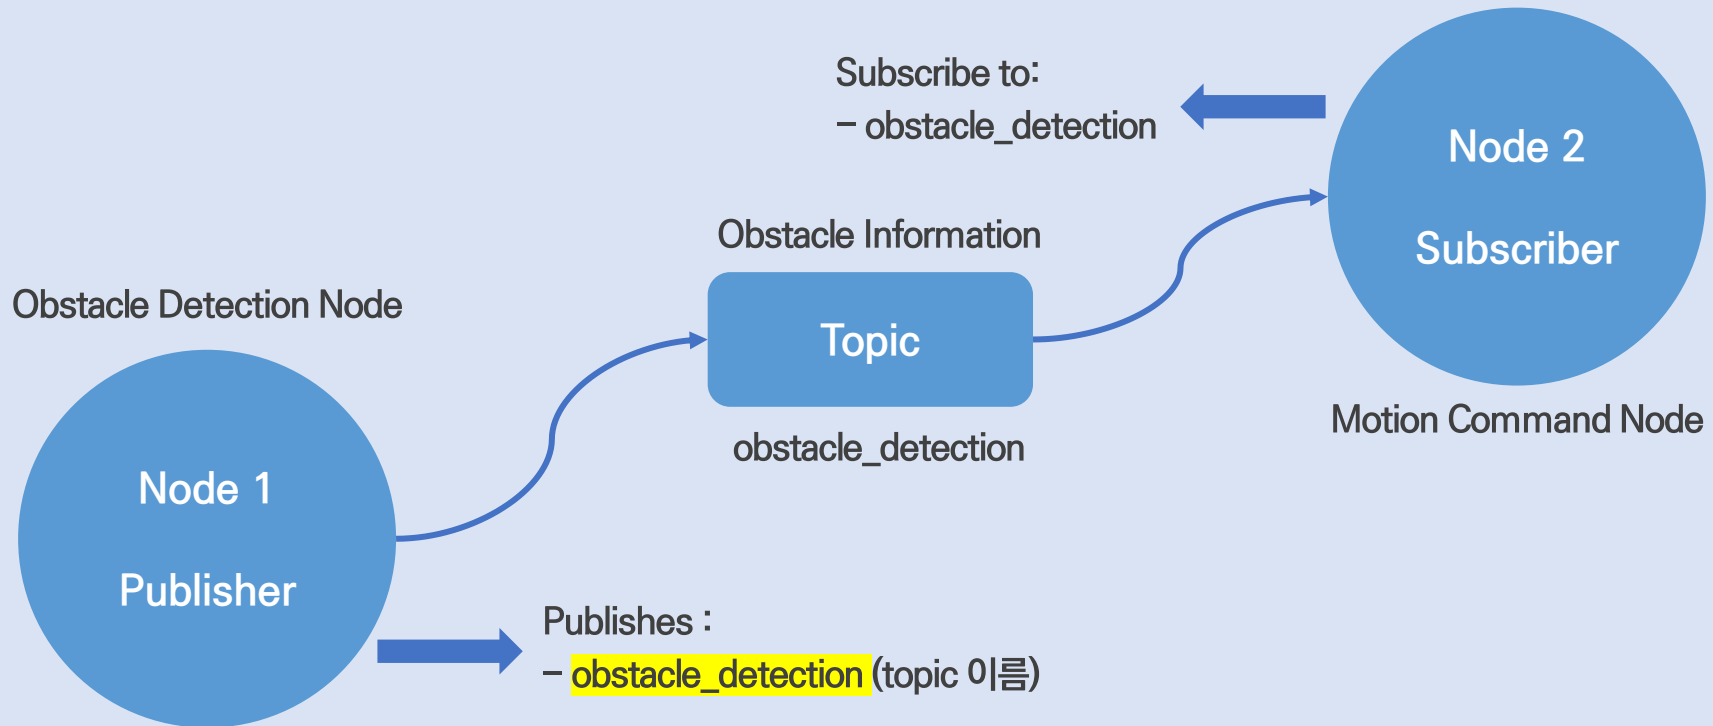 Subscribe to:
- obstacle_detection
Node 2
Subscriber
Obstacle Information
Obstacle Detection Node
Topic
Motion Command Node
obstacle_detection
Node 1
Publisher
Publishes :
- obstacle_detection (topic 이름)